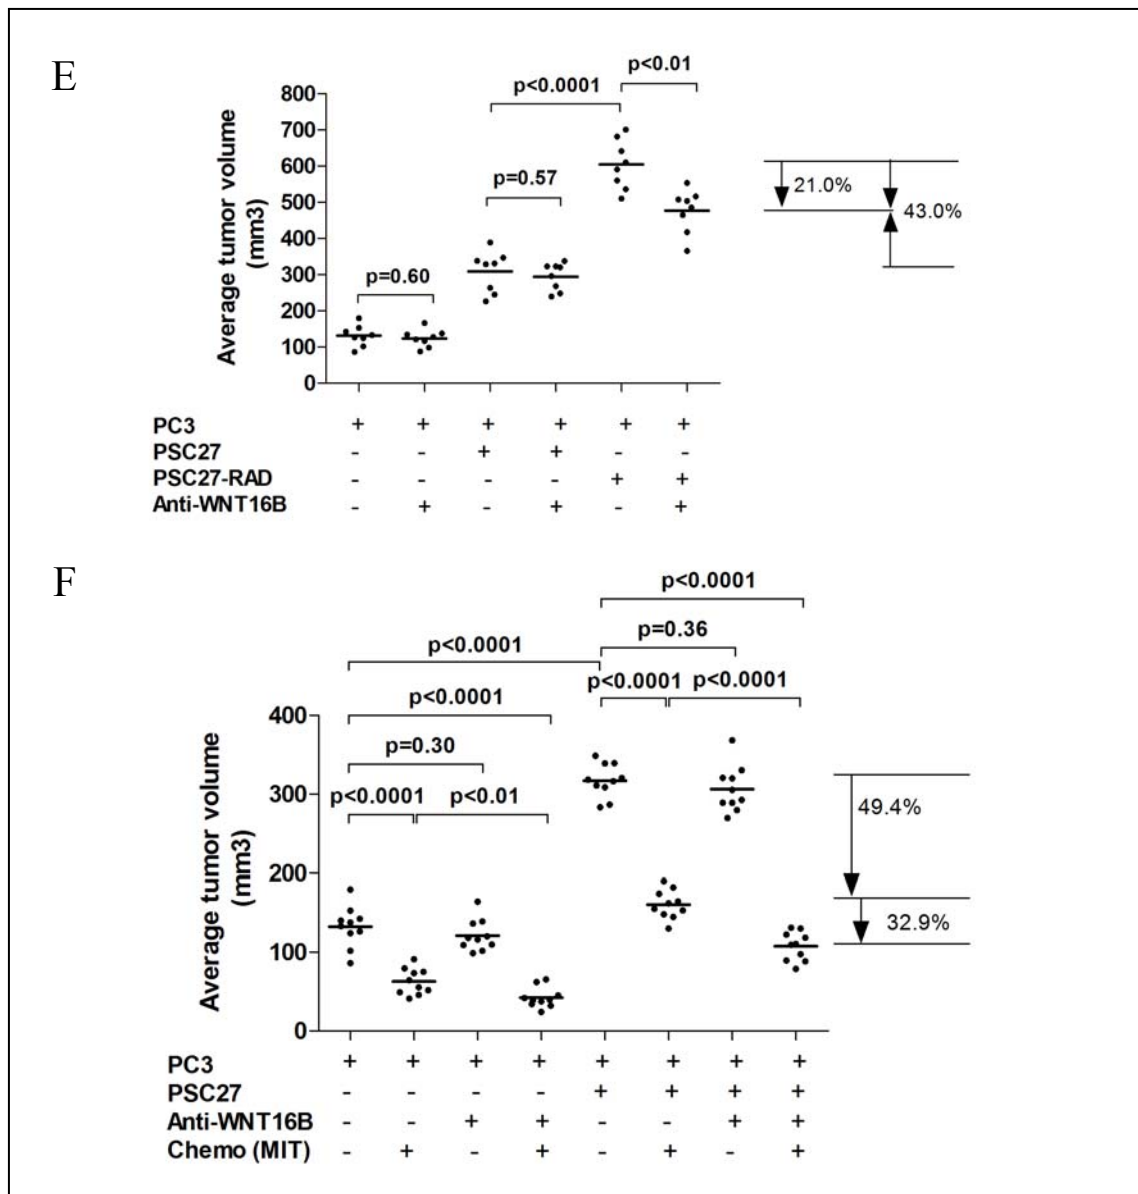 E
p<0.01
p<0.0001
800
700
600
500
400
300
200
100
0
Average tumor volume
(mm3)
p=0.57
p=0.60
21.0%
43.0%
PC3 + + + + + +
PSC27 - - + + - -
PSC27-RAD - - - - + +
Anti-WNT16B - + - + - +
F
p<0.0001
p=0.36
p<0.0001
p<0.0001 p<0.0001
p<0.0001
p=0.30
p<0.0001 p<0.01
400
300
200
100
0
Average tumor volume
(mm3)
49.4%
32.9%
PC3 + + + + + + + +
PSC27 - - - - + + + +
Anti-WNT16B - - + + - - + +
Chemo (MIT) - + - + - + - +